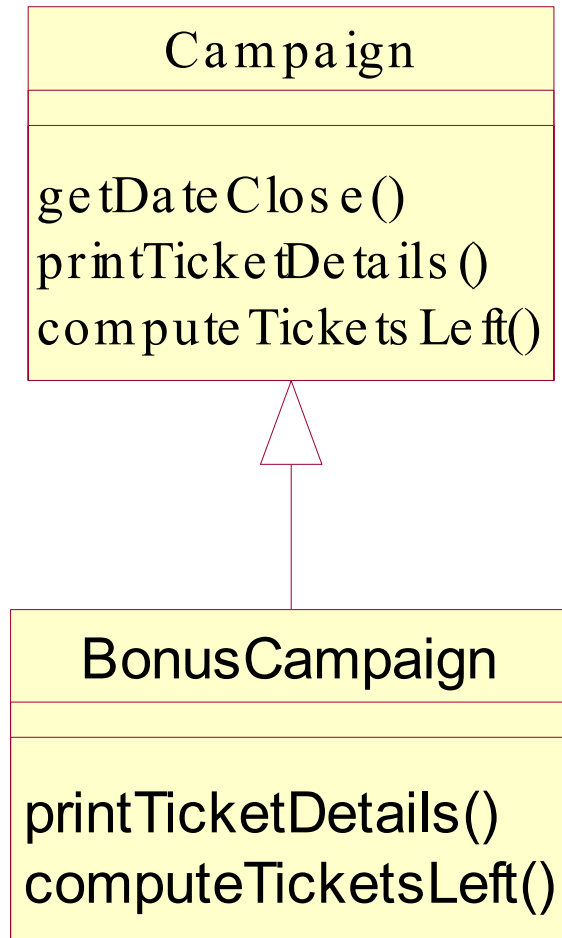 Campaign
getDateClose()
printTicketDetails()
computeTicketsLeft()
BonusCampaign
printTicketDetails()
computeTicketsLeft()